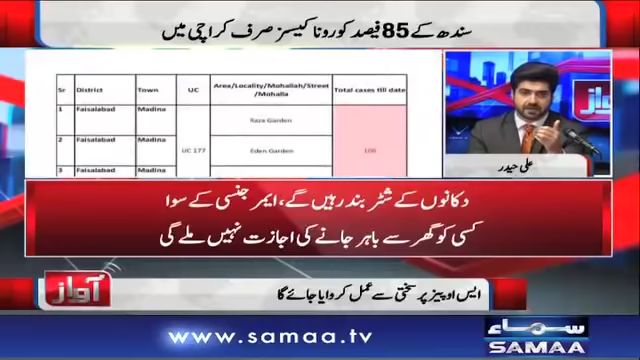 سندھ کے 85 فیصد کورونا کیسز صرف کراچی میں
Sr District Town UC Area/Locality/Mohallah/Street/Mohalla Total cases till date
1 Faisalabad Madina Raza Garden
2 Faisalabad Madina UC 177 Eden Garden 106
3 Faisalabad Madina
آواز
علی حیدر
دکانوں کے شٹر بند رہیں گے، ایمرجنسی کے سوا
کسی کو گھر سے باہر جانے کی اجازت نہیں ملے گی
آواز
ایس او پیز پر سختی سے عمل کروایا جائے گا
www.samaa.tv
سماء
SAMAA